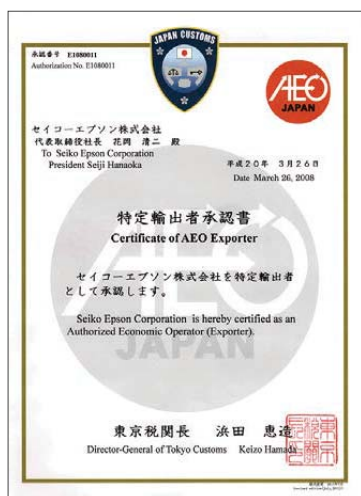 JAPAN CUSTOMS
承認番号 E1080011
Authorization No. E1080011
AEO
JAPAN
セイコーエプソン株式会社
代表取締役社長 花岡 清二 殿
To Seiko Epson Corporation
President Seiji Hanaoka
平成20年 3月26日
Date March 26, 2008
特定輸出者承認書
Certificate of AEO Exporter
セイコーエプソン株式会社を特定輸出者
として承認します。
Seiko Epson Corporation is hereby certified as an
Authorized Economic Operator (Exporter).
AEO
JAPAN
東京税関長 浜田 恵造
Director-General of Tokyo Customs Keizo Hamada